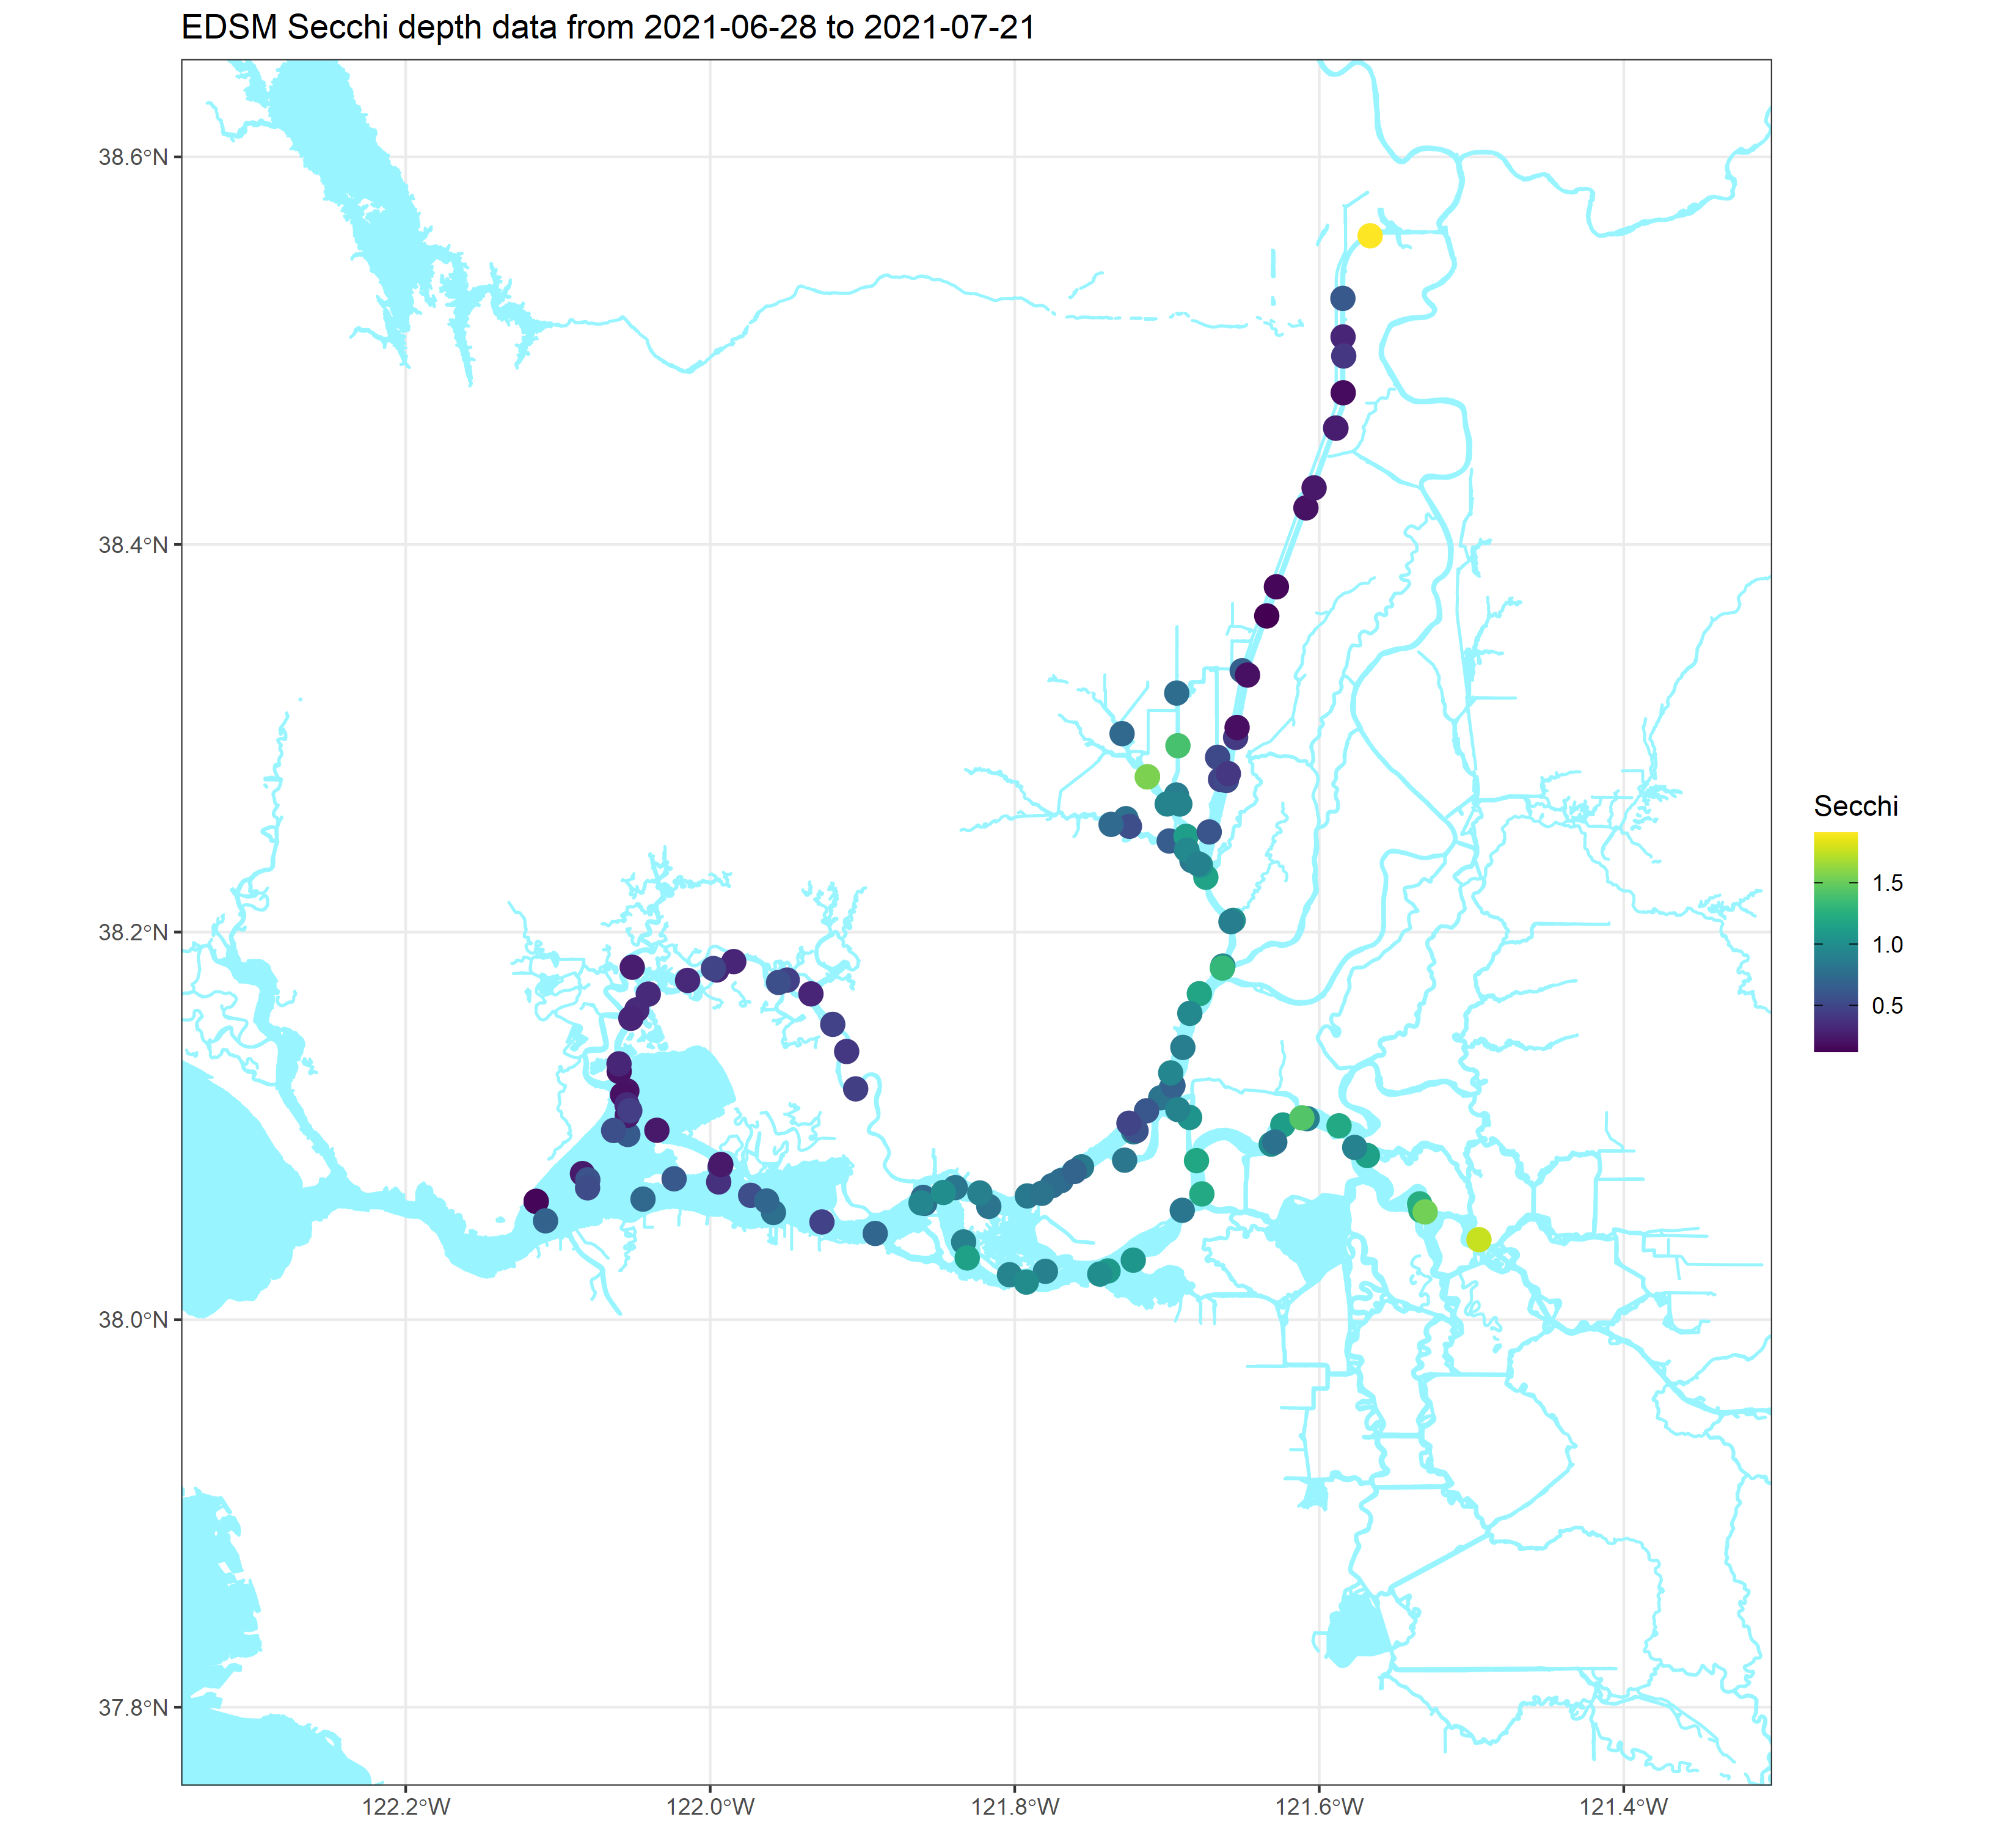 EDSM Secchi depth data from 2021-06-28 to 2021-07-21
38.6°N
38.4°N
38.2°N
38.0°N
37.8°N
122.2°W
122.0°W
121.8°W
121.6°W
121.4°W
Secchi
1.5
1.0
0.5